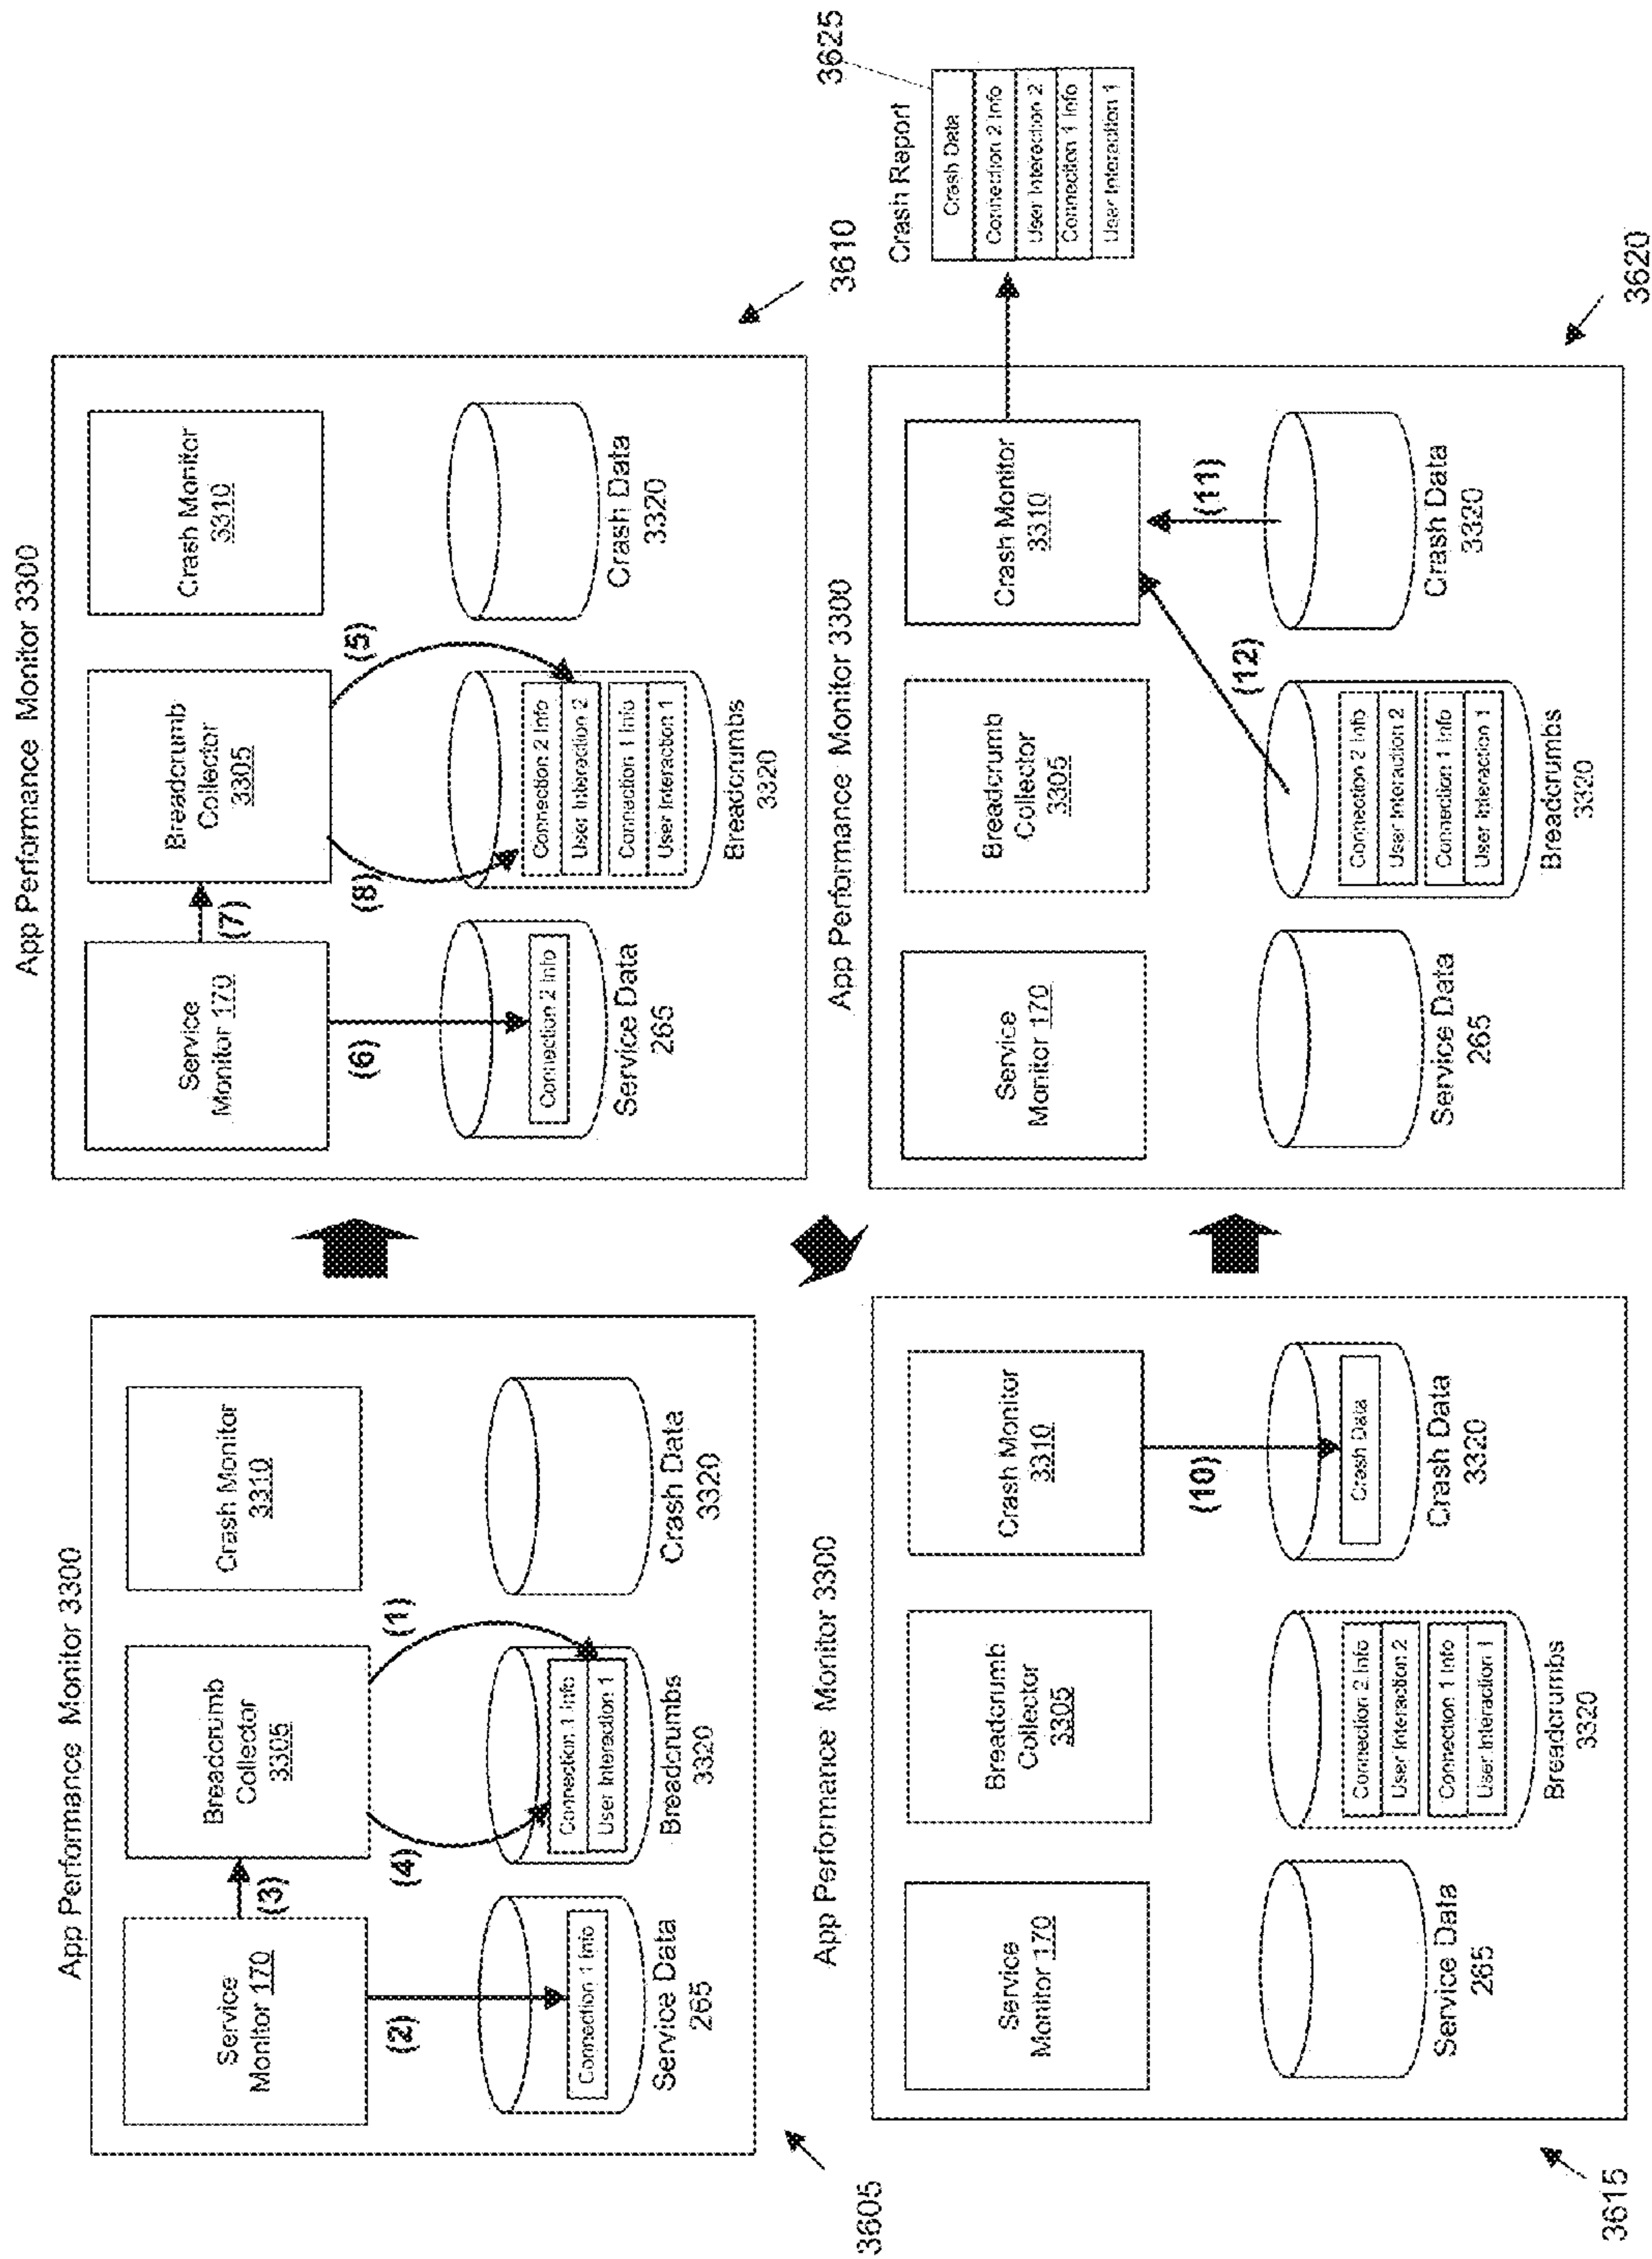 App Performance Monitor 3300
Service
Monitor 170
Breadcrumb
Collector
3305
Crash Monitor
3310
(3)
(2)
(4)
(1)
Connection 1 Info
Connection 1 Info
User Interaction 1
Service Data
265
Breadcrumbs
3320
Crash Data
3320
3605
App Performance Monitor 3300
Service
Monitor 170
Breadcrumb
Collector
3305
Crash Monitor
3310
(7)
(6)
(8)
(5)
Connection 2 Info
Connection 2 Info
User Interaction 2
Connection 1 Info
User Interaction 1
Service Data
265
Breadcrumbs
3320
Crash Data
3320
3610
App Performance Monitor 3300
Service
Monitor 170
Breadcrumb
Collector
3305
Crash Monitor
3310
(10)
Connection 2 Info
User Interaction 2
Connection 1 Info
User Interaction 1
Crash Data
Service Data
265
Breadcrumbs
3320
Crash Data
3320
3615
App Performance Monitor 3300
Service
Monitor 170
Breadcrumb
Collector
3305
Crash Monitor
3310
(12)
(11)
Connection 2 Info
User Interaction 2
Connection 1 Info
User Interaction 1
Service Data
265
Breadcrumbs
3320
Crash Data
3320
3620
Crash Report
3625
Crash Data
Connection 2 Info
User Interaction 2
Connection 1 Info
User Interaction 1